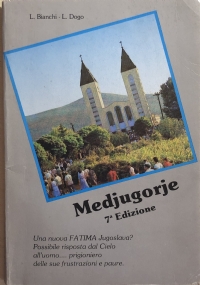 L. Bianchi - L. Dogo
Medjugorje
7ª Edizione
Una nuova FATIMA Jugoslava?
Possibile risposta dal Cielo
all'uomo.... prigioniero
delle sue frustrazioni e paure.